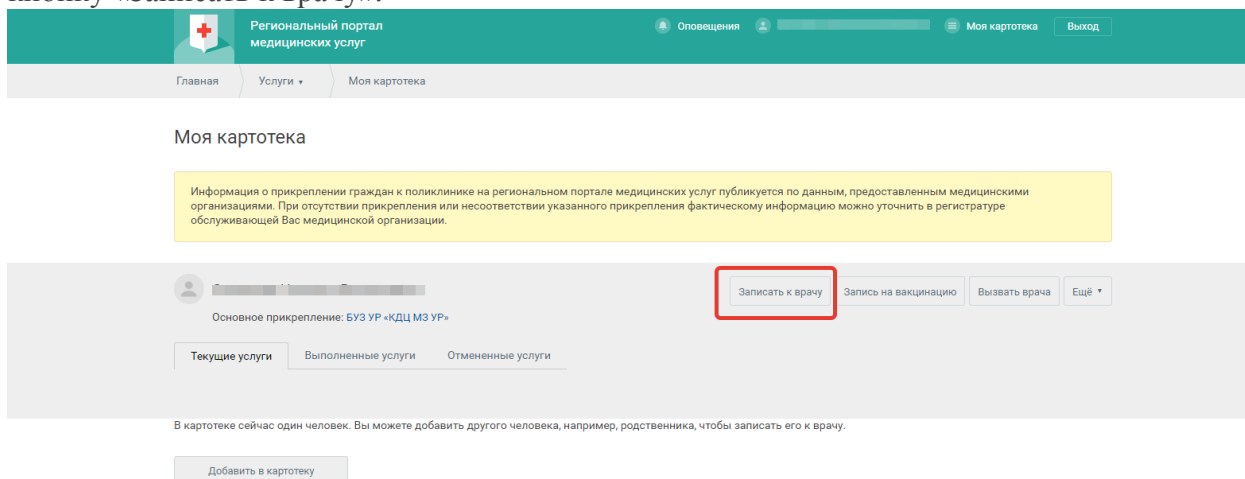 кнопку «Записать к врачу».
Региональный портал
медицинских услуг
Оповещения
Моя картотека
Выход
Главная
Услуги
Моя картотека
Моя картотека
Информация о прикреплении граждан к поликлинике на региональном портале медицинских услуг публикуется по данным, предоставленным медицинскими
организациями. При отсутствии прикрепления или несоответствии указанного прикрепления фактическому информацию можно уточнить в регистратуре
обслуживающей Вас медицинской организации.
Записать к врачу
Запись на вакцинацию
Вызвать врача
Ещё
Основное прикрепление: БУЗ УР «КДЦ МЗ УР»
Текущие услуги
Выполненные услуги
Отмененные услуги
В картотеке сейчас один человек. Вы можете добавить другого человека, например, родственника, чтобы записать его к врачу.
Добавить в картотеку